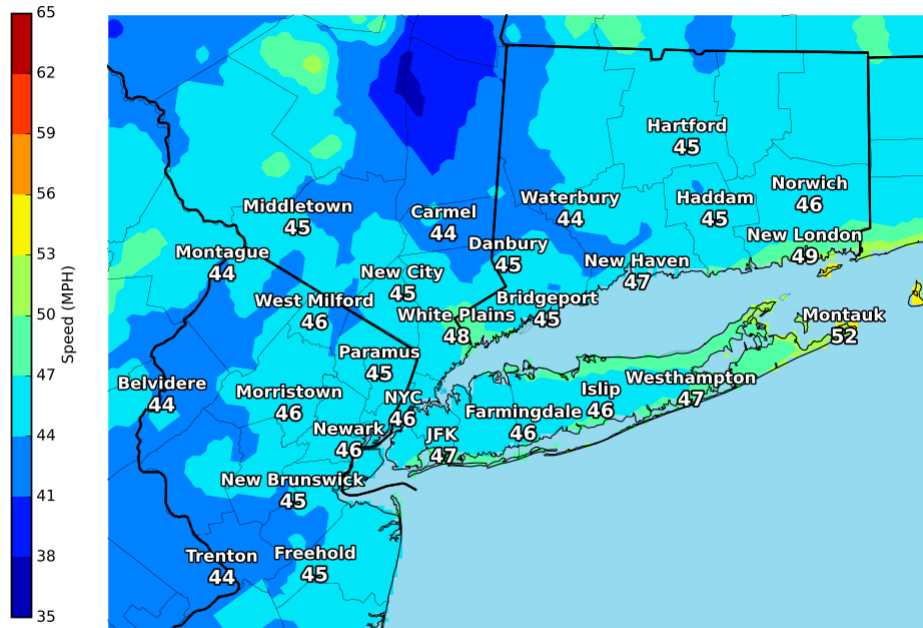 65
62
59
56
53
50
47
44
41
38
35
Speed (MPH)
Hartford
45
Middletown
45
Carmel
44
Waterbury
44
Haddam
45
Norwich
46
Montague
44
Danbury
45
New London
49
New City
45
New Haven
47
West Milford
46
White Plains
48
Bridgeport
45
Montauk
52
Paramus
45
Belvidere
44
Morristown
46
NYC
46
Islip
46
Westhampton
47
Farmingdale
46
Newark
46
JFK
47
New Brunswick
45
Trenton
44
Freehold
45